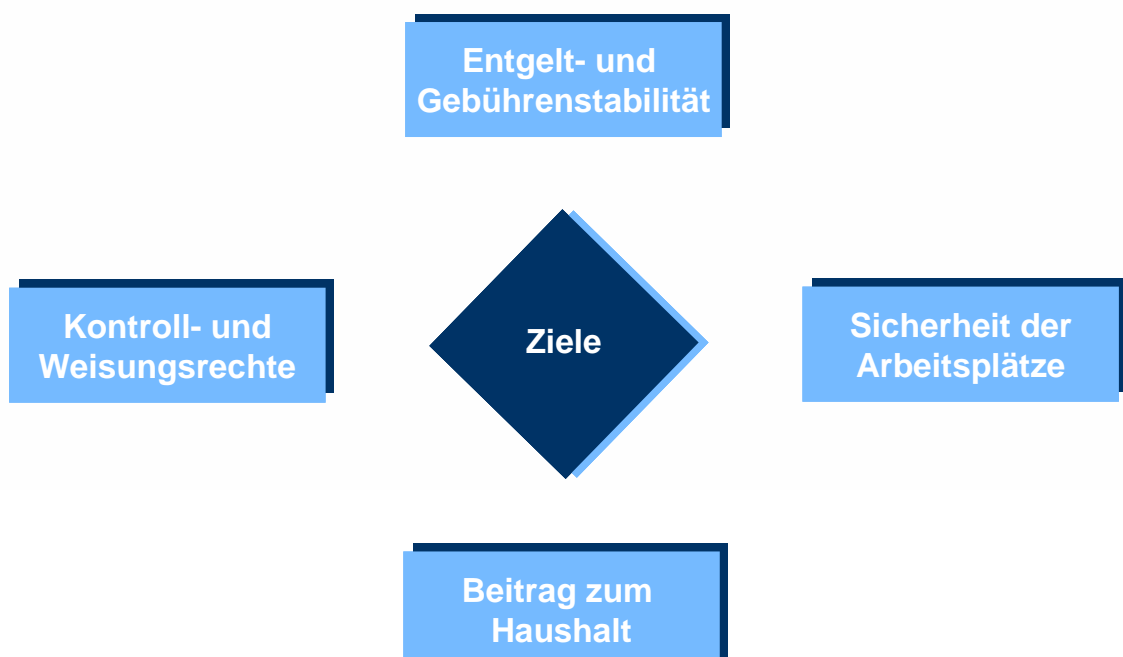 Entgelt- und
Gebührenstabilität
Kontroll- und
Weisungsrechte
Ziele
Sicherheit der
Arbeitsplätze
Beitrag zum
Haushalt